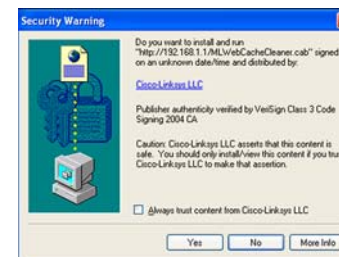 Security Warning
Do you want to install and run
"http://192.168.1.1/MLWebCacheCleaner.cab" signed
on an unknown date/time and distributed by:
Cisco-Linksys LLC
Publisher authenticity verified by VeriSign Class 3 Code
Signing 2004 CA
Caution: Cisco-Linksys LLC asserts that this content is
safe. You should only install/view this content if you tru
Cisco-Linksys LLC to make that assertion.
Always trust content from Cisco-Linksys LLC
Yes No More Info